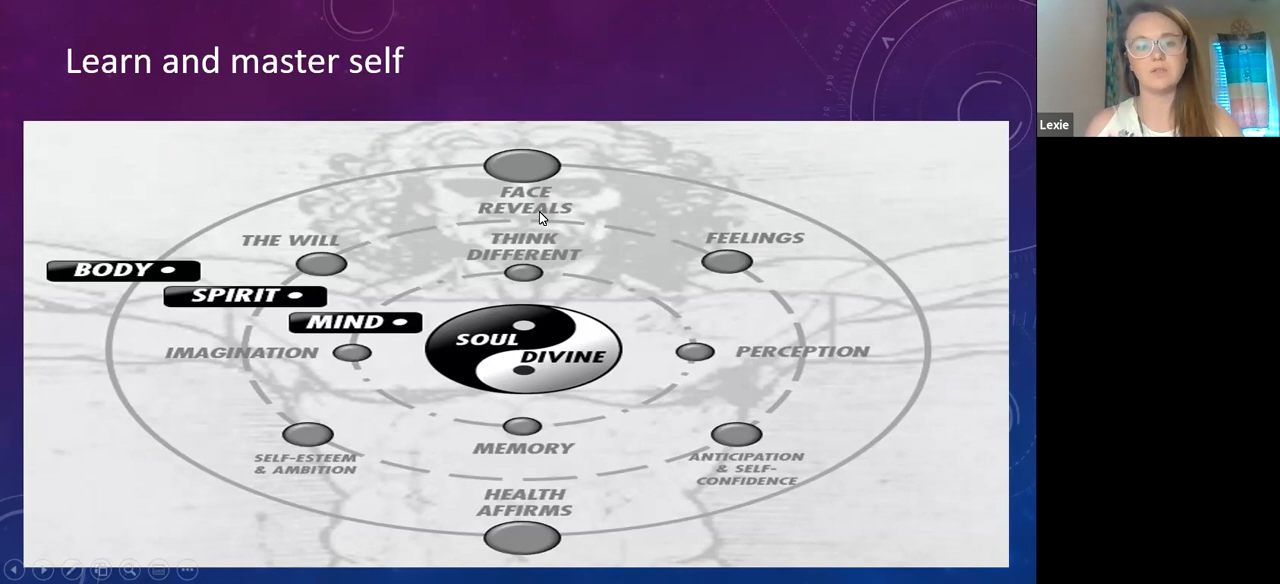 Learn and master self
Lexie
FACE
REVEALS
THINK
DIFFERENT
THE WILL
FEELINGS
BODY
SPIRIT
MIND
SOUL
DIVINE
IMAGINATION
PERCEPTION
MEMORY
SELF-ESTEEM
& AMBITION
ANTICIPATION
& SELF-
CONFIDENCE
HEALTH
AFFIRMS